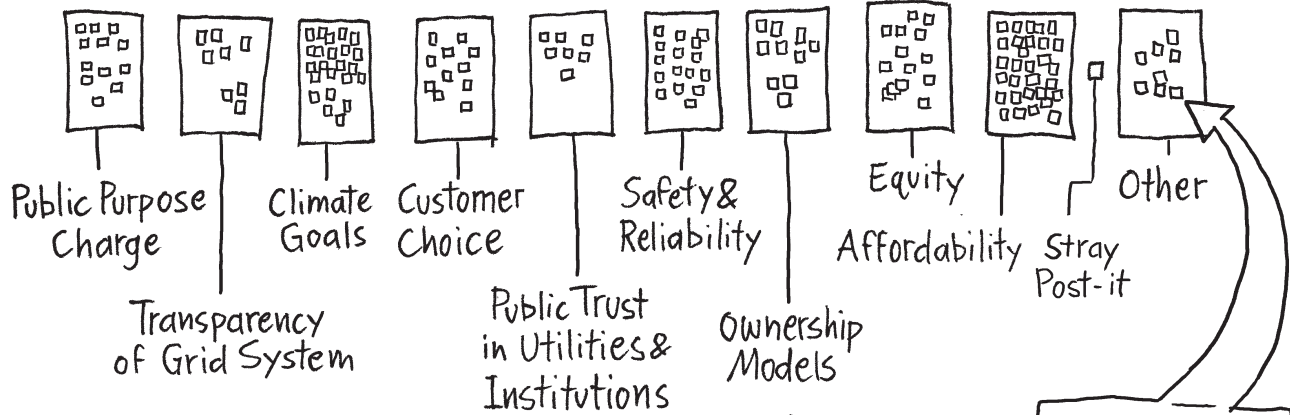 Public Purpose
Charge
Transparency
of Grid System
Climate
Goals
Customer
Choice
Public Trust
in Utilities &
Institutions
Safety &
Reliability
Ownership
Models
Equity
Affordability
Stray
Post-it
Other